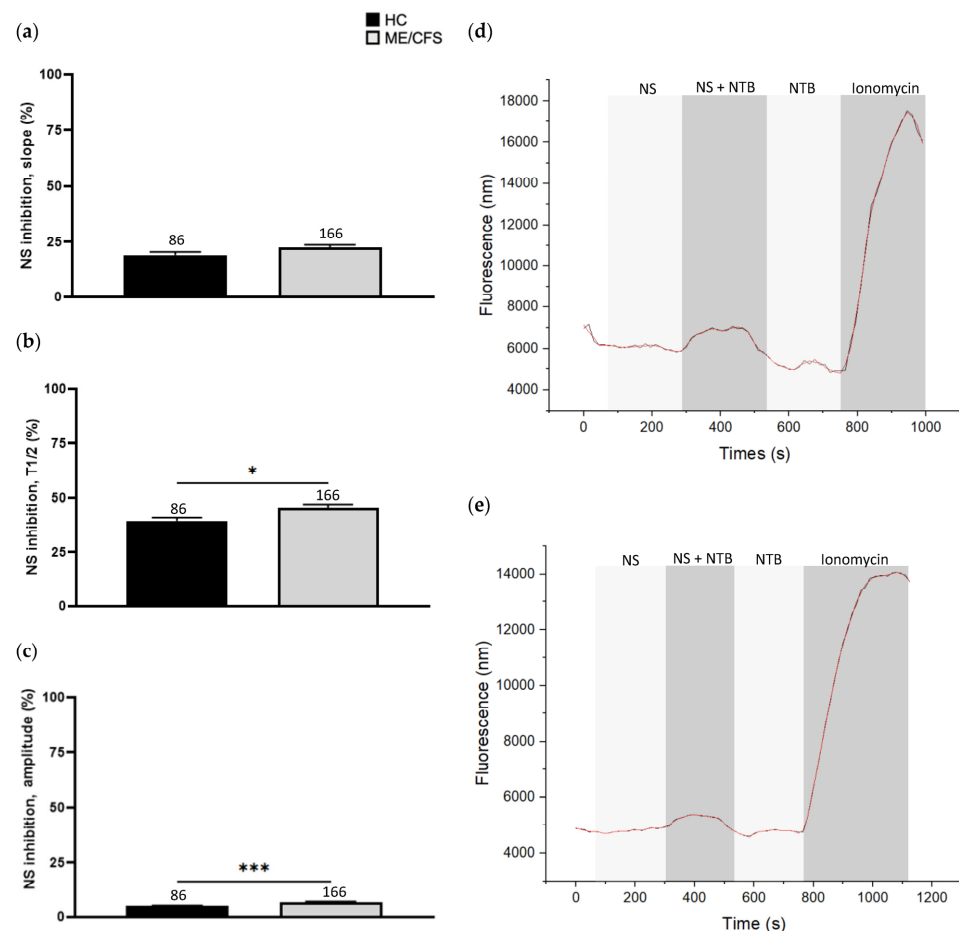 (a)
HC
ME/CFS
NS inhibition, slope (%)
100
75
50
25
0
86
166
(b)
NS inhibition, T1/2 (%)
100
75
50
25
0
*
86
166
(c)
NS inhibition, amplitude (%)
100
75
50
25
0
***
86
166
(d)
NS
NS + NTB
NTB
Ionomycin
Fluorescence (nm)
18000
16000
14000
12000
10000
8000
6000
4000
0 200 400 600 800 1000
Times (s)
(e)
NS
NS + NTB
NTB
Ionomycin
Fluorescence (nm)
14000
12000
10000
8000
6000
4000
0 200 400 600 800 1000 1200
Time (s)